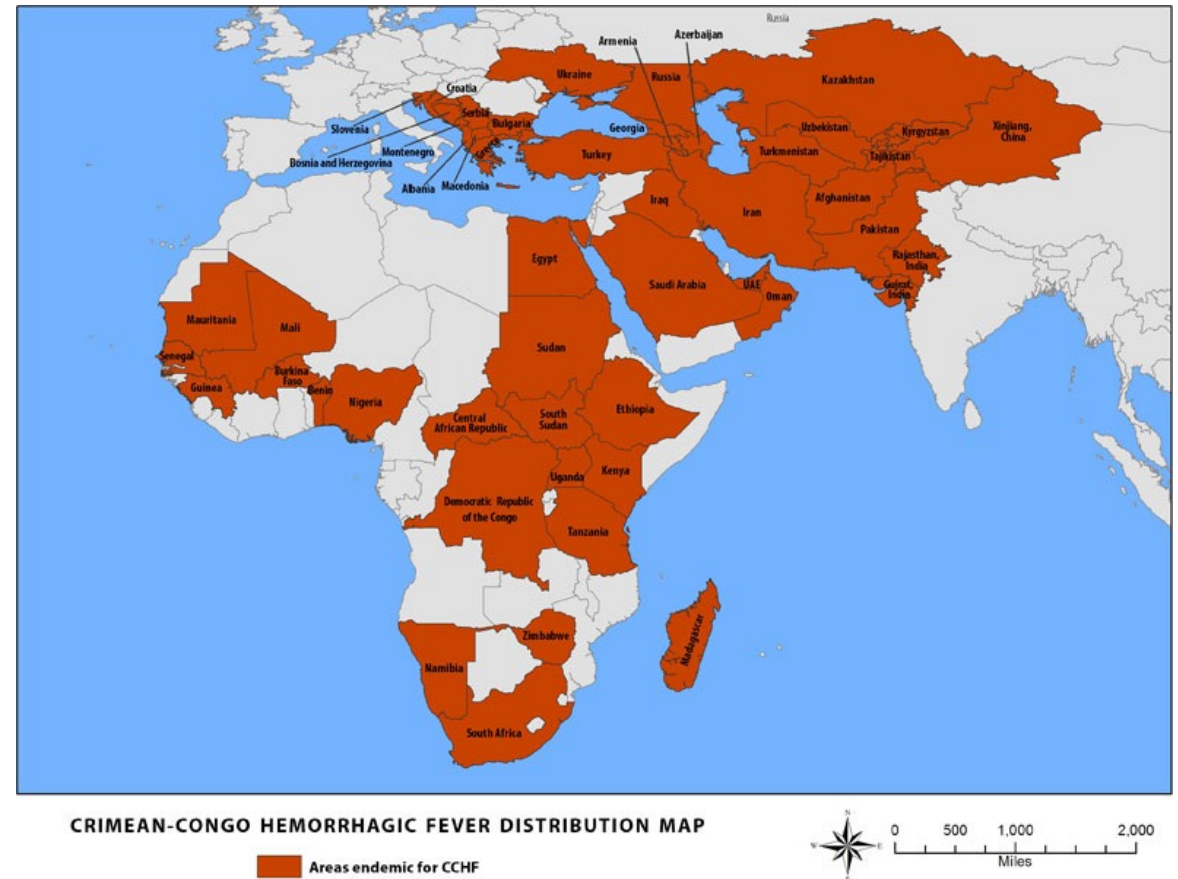 Russia
Armenia
Azerbaijan
Ukraine
Russia
Kazakhstan
Croatia
Serbia
Slovenia
Bulgaria
Georgia
Uzbekistan
Kyrgyzstan
Xinjiang,
China
Bosnia and Herzegovina
Montenegro
Greece
Turkey
Turkmenistan
Tajikistan
Albania
Macedonia
Iraq
Iran
Afghanistan
Pakistan
Egypt
Saudi Arabia
UAE
Oman
Rajasthan,
India
Gujrat,
India
Mauritania
Mali
Sudan
Senegal
Guinea
Burkina
Faso
Benin
Nigeria
Central
African Republic
South
Sudan
Ethiopia
Uganda
Kenya
Democratic Republic
of the Congo
Tanzania
Zimbabwe
Madagascar
Namibia
South Africa
CRIMEAN-CONGO HEMORRHAGIC FEVER DISTRIBUTION MAP
Areas endemic for CCHF
N
W E
S
0 500 1,000 2,000
Miles